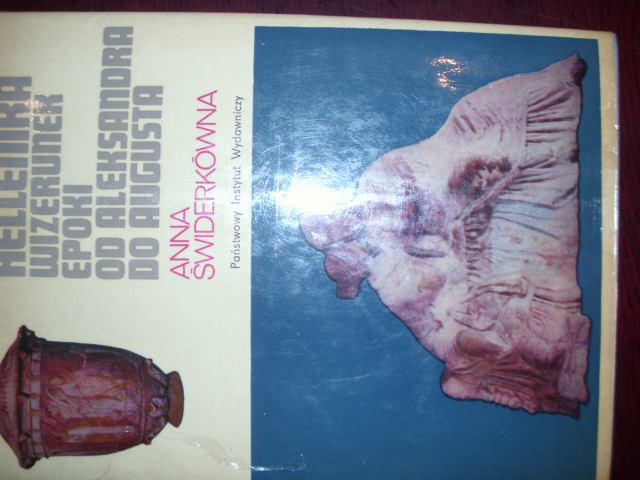 HELLENIKA
WIZERUNEK
EPOKI
OD ALEKSANDRA
DO AUGUSTA
ANNA
ŚWIDERKÓWNA
Państwowy Instytut Wydawniczy